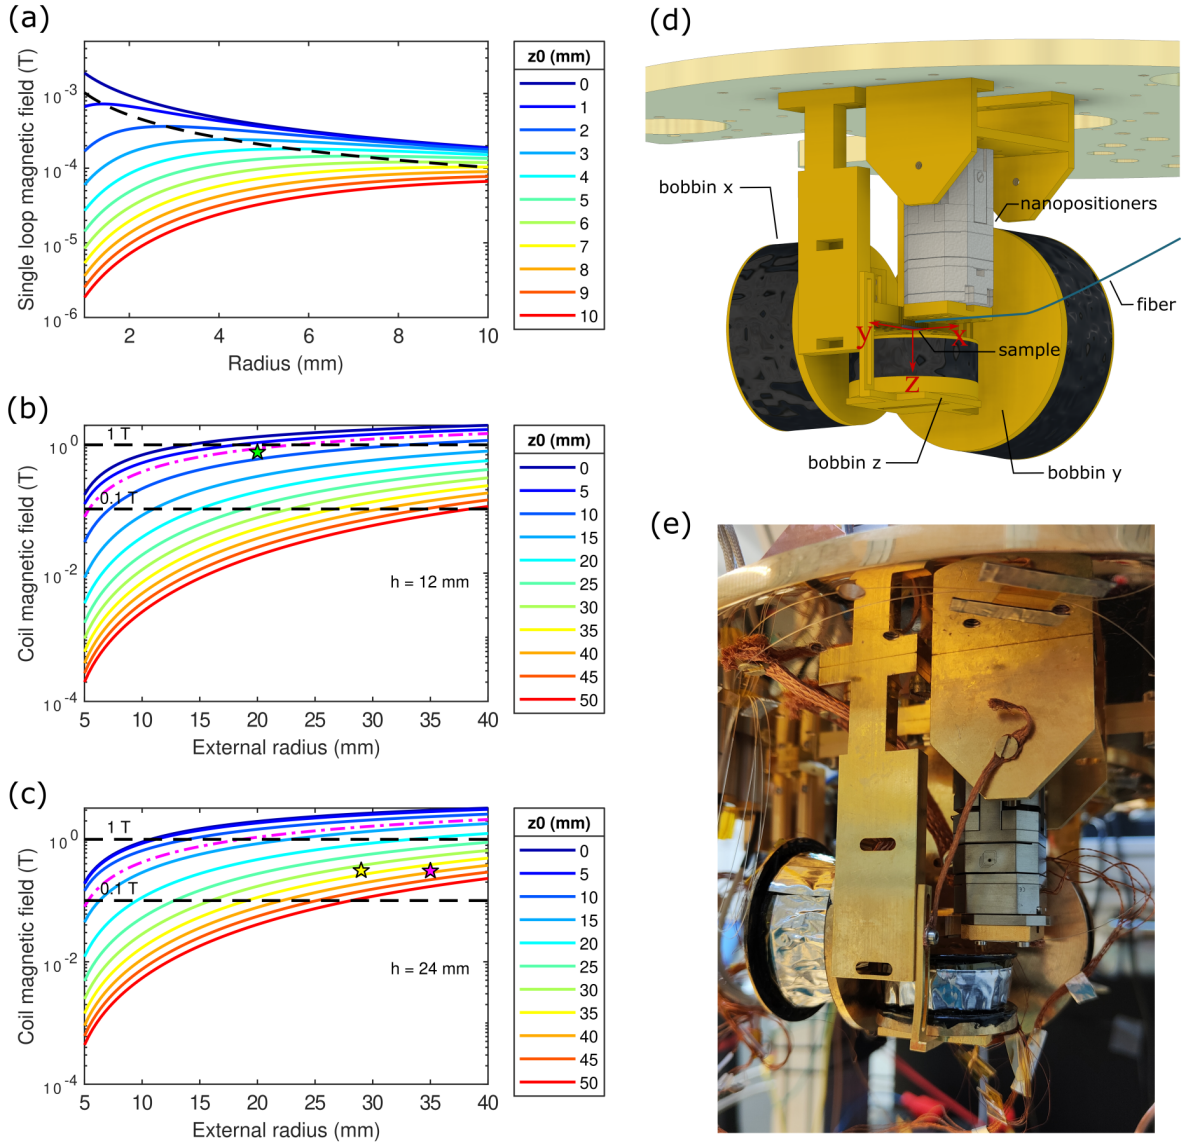 (a)
Single loop magnetic field (T)
10-3
10-4
10-5
10-6
2
4
6
8
10
Radius (mm)
z0 (mm)
0
1
2
3
4
5
6
7
8
9
10
(b)
Coil magnetic field (T)
10 0
10-2
10-4
1 T
0.1 T
h = 12 mm
5
10
15
20
25
30
35
40
External radius (mm)
z0 (mm)
0
5
10
15
20
25
30
35
40
45
50
(c)
Coil magnetic field (T)
10 0
10-2
10-4
1 T
0.1 T
h = 24 mm
5
10
15
20
25
30
35
40
External radius (mm)
z0 (mm)
0
5
10
15
20
25
30
35
40
45
50
(d)
bobbin x
nanopositioners
fiber
y
x
z
sample
bobbin z
bobbin y
(e)